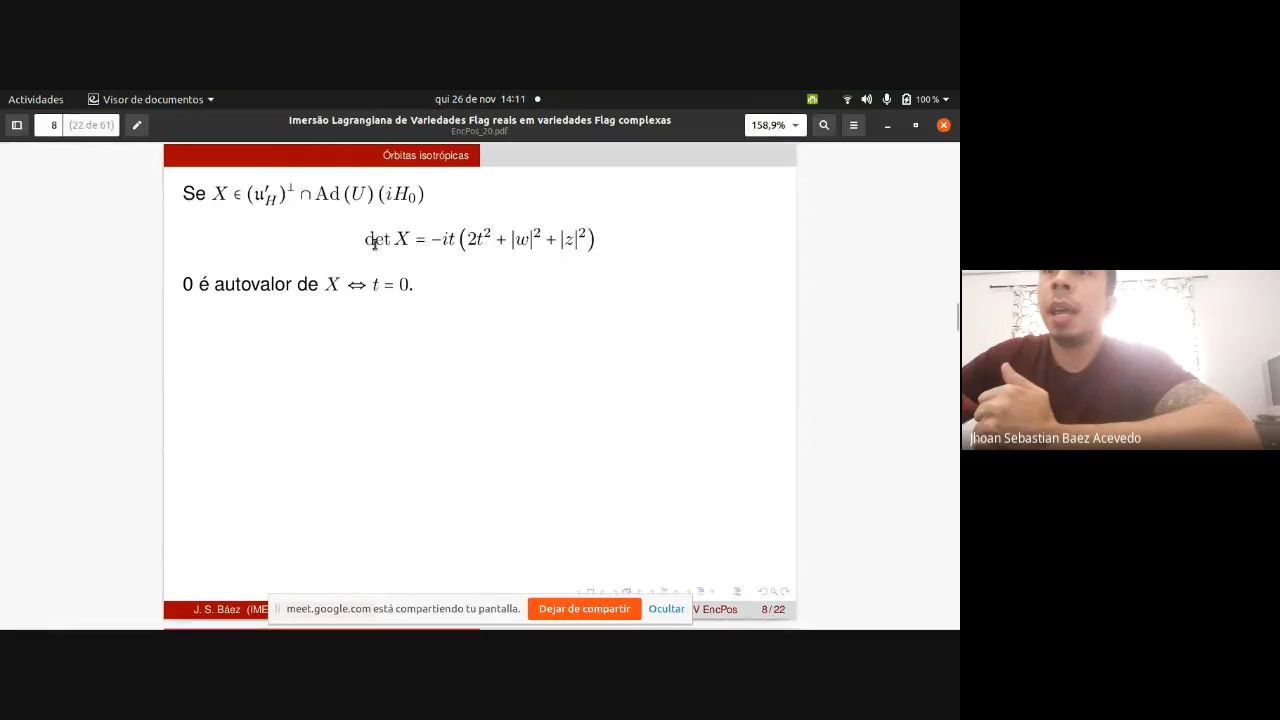 Actividades
Visor de documentos
qui 26 de nov 14:11
100 %
8 (22 de 61)
Imersão Lagrangiana de Variedades Flag reais em variedades Flag complexas
EncPos_20.pdf
158,9%
Órbitas isotrópicas
Se X ∈ (𝔲′_H)^⊥ ∩ Ad (U) (iH₀)
det X = −it (2t² + |w|² + |z|²)
0 é autovalor de X ⇔ t = 0.
J. S. Báez (IME
meet.google.com está compartiendo tu pantalla.
Dejar de compartir
Ocultar
V EncPos
8 / 22
Jhoan Sebastian Baez Acevedo